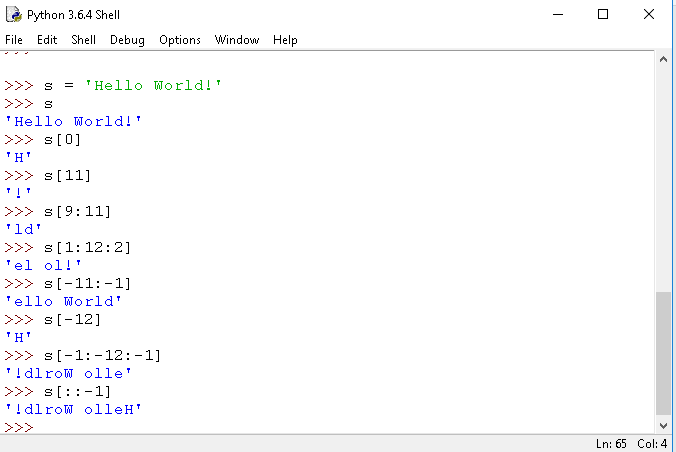 Python 3.6.4 Shell
File Edit Shell Debug Options Window Help
>>> s = 'Hello World!'
>>> s
'Hello World!'
>>> s[0]
'H'
>>> s[11]
'!'
>>> s[9:11]
'ld'
>>> s[1:12:2]
'el ol!'
>>> s[-11:-1]
'ello World'
>>> s[-12]
'H'
>>> s[-1:-12:-1]
'!dlroW olle'
>>> s[::-1]
'!dlroW olleH'
>>>
Ln: 65 Col: 4